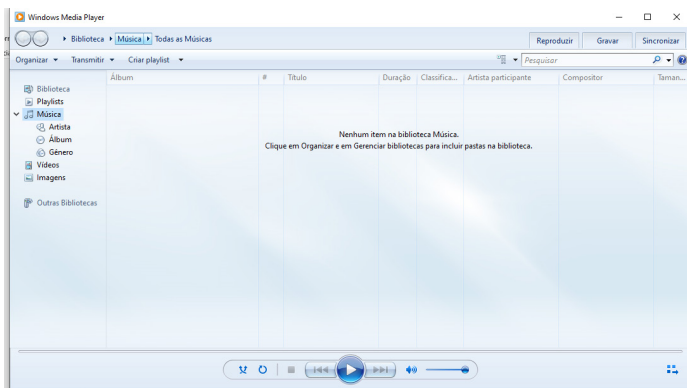 Windows Media Player
Biblioteca Música Todas as Músicas
Reproduzir Gravar Sincronizar
Organizar Transmitir Criar playlist
Pesquisar
Álbum # Título Duração Classifica... Artista participante Compositor Taman...
Biblioteca
Playlists
Música
Artista
Álbum
Gênero
Vídeos
Imagens
Outras Bibliotecas
Nenhum item na biblioteca Música.
Clique em Organizar e em Gerenciar bibliotecas para incluir pastas na biblioteca.